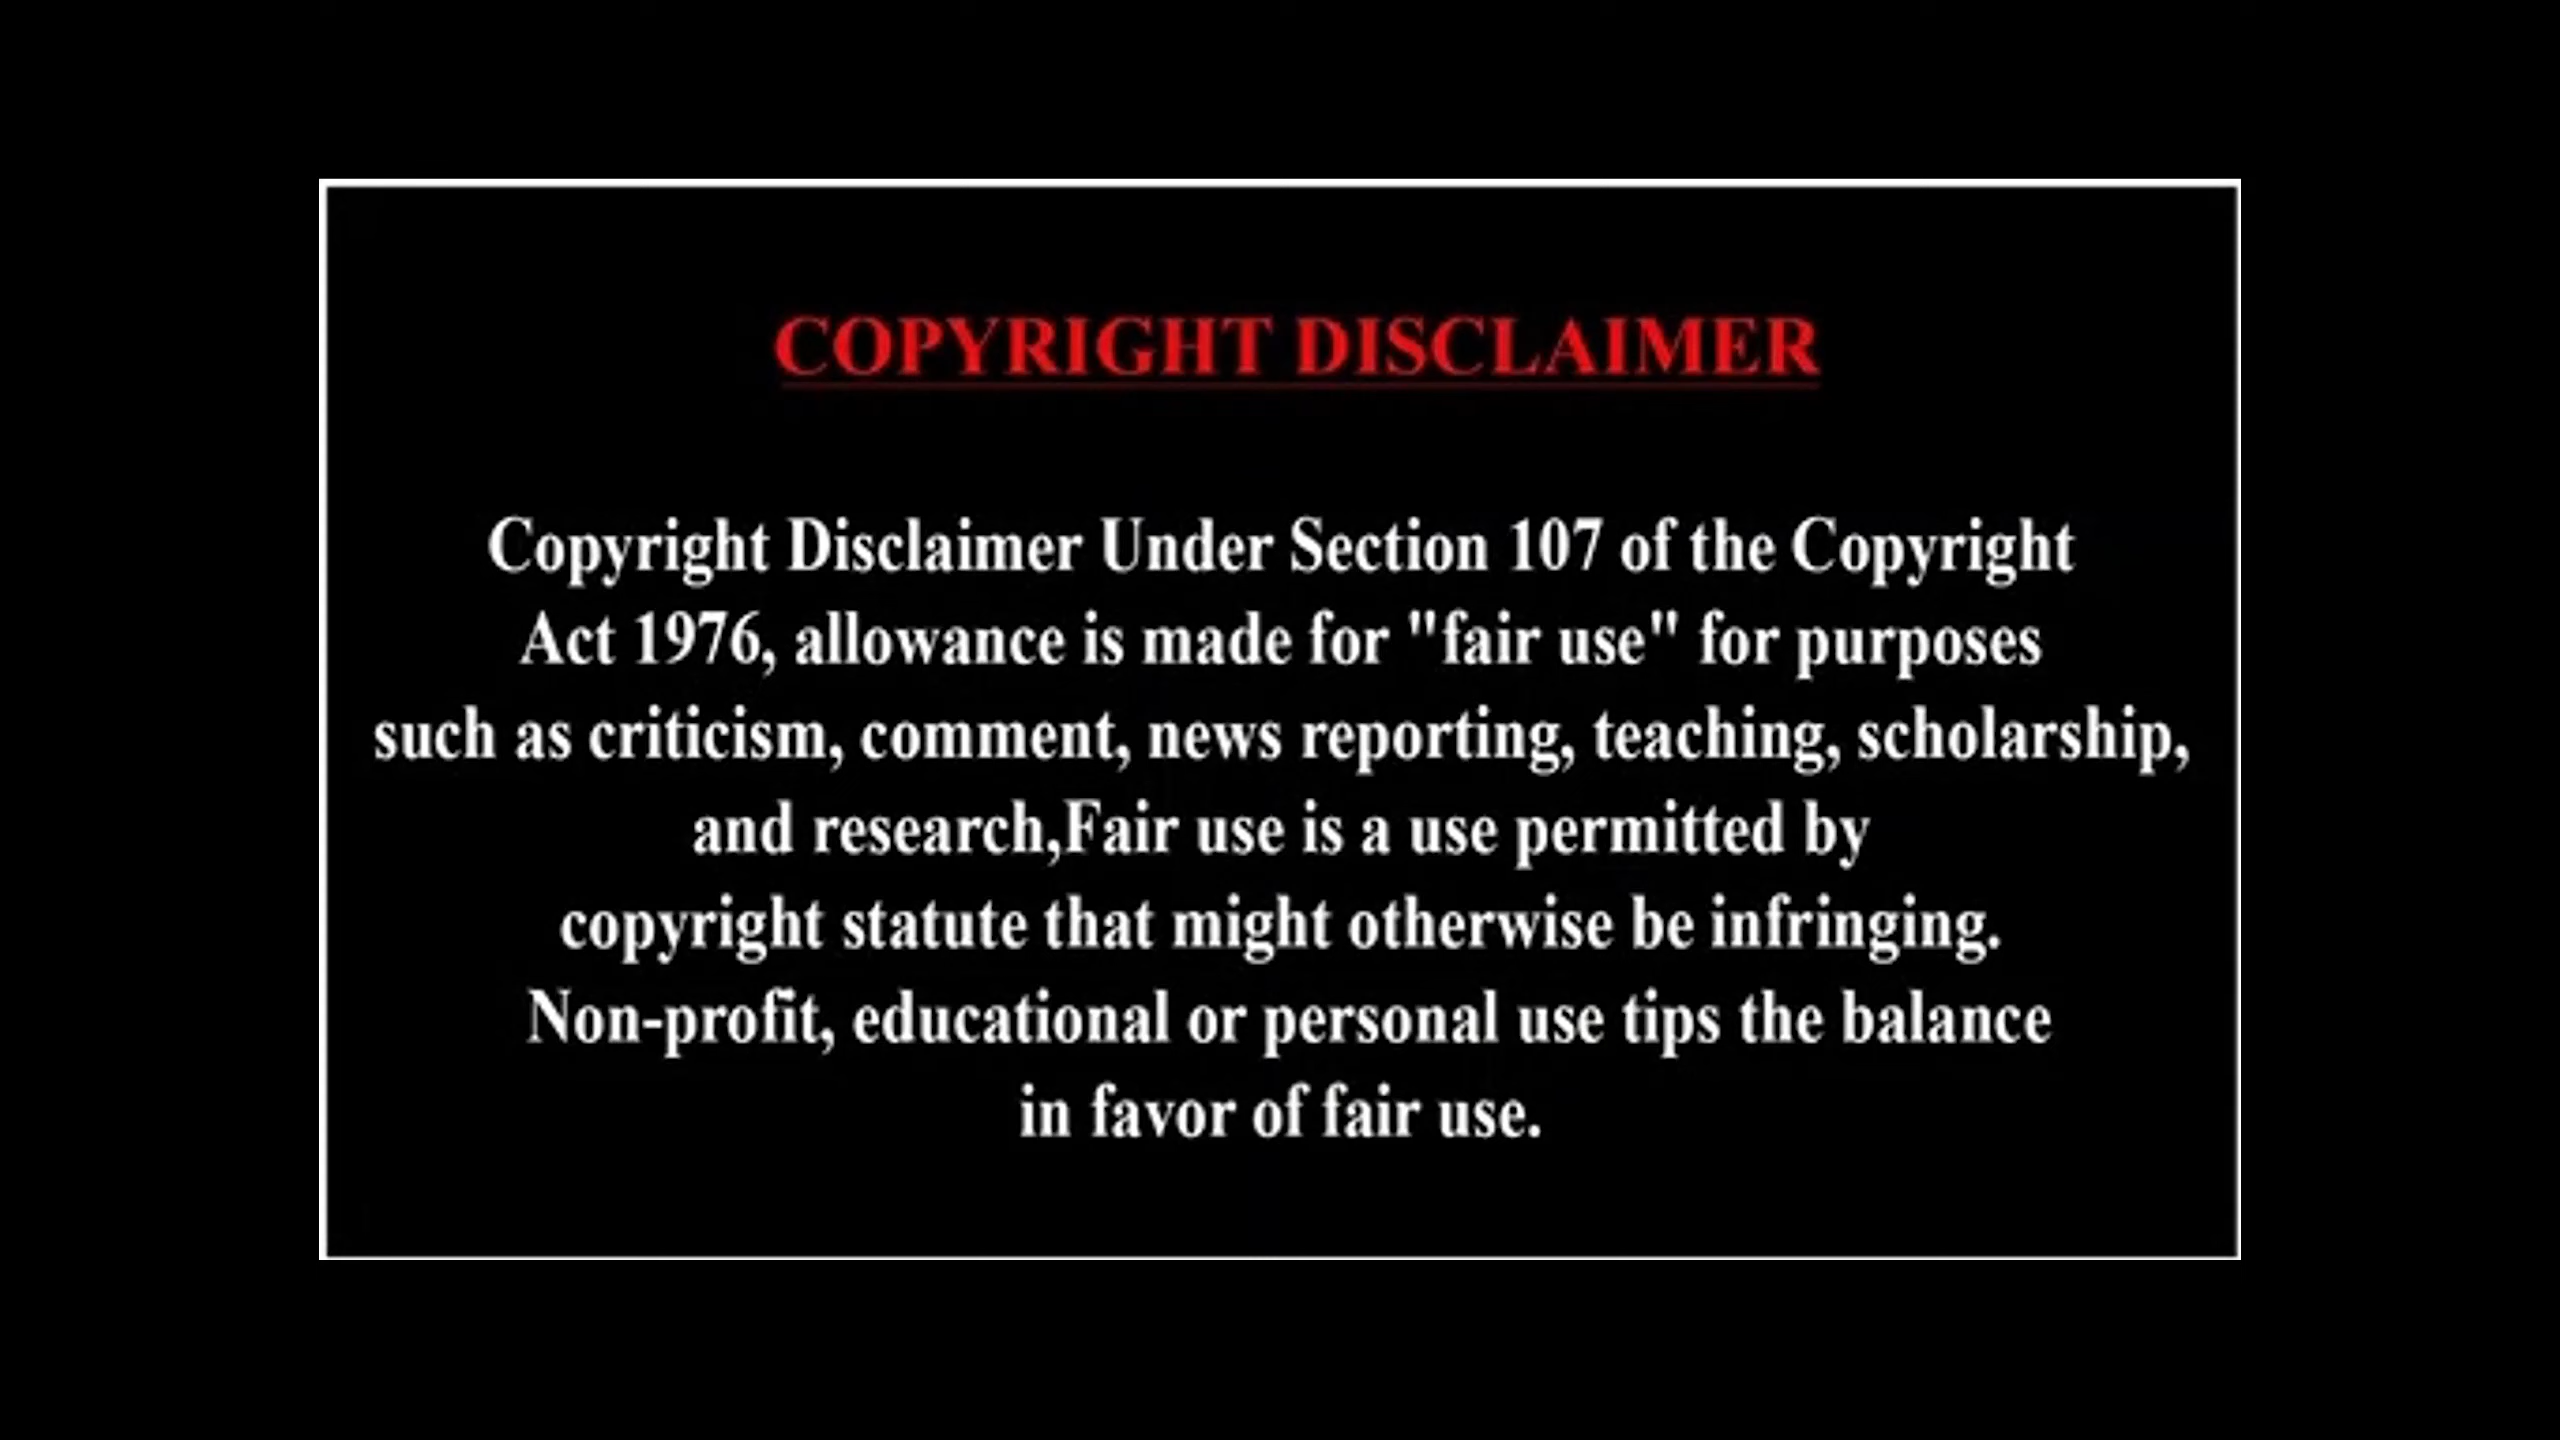 COPYRIGHT DISCLAIMER
Copyright Disclaimer Under Section 107 of the Copyright
Act 1976, allowance is made for "fair use" for purposes
such as criticism, comment, news reporting, teaching, scholarship,
and research,Fair use is a use permitted by
copyright statute that might otherwise be infringing.
Non-profit, educational or personal use tips the balance
in favor of fair use.